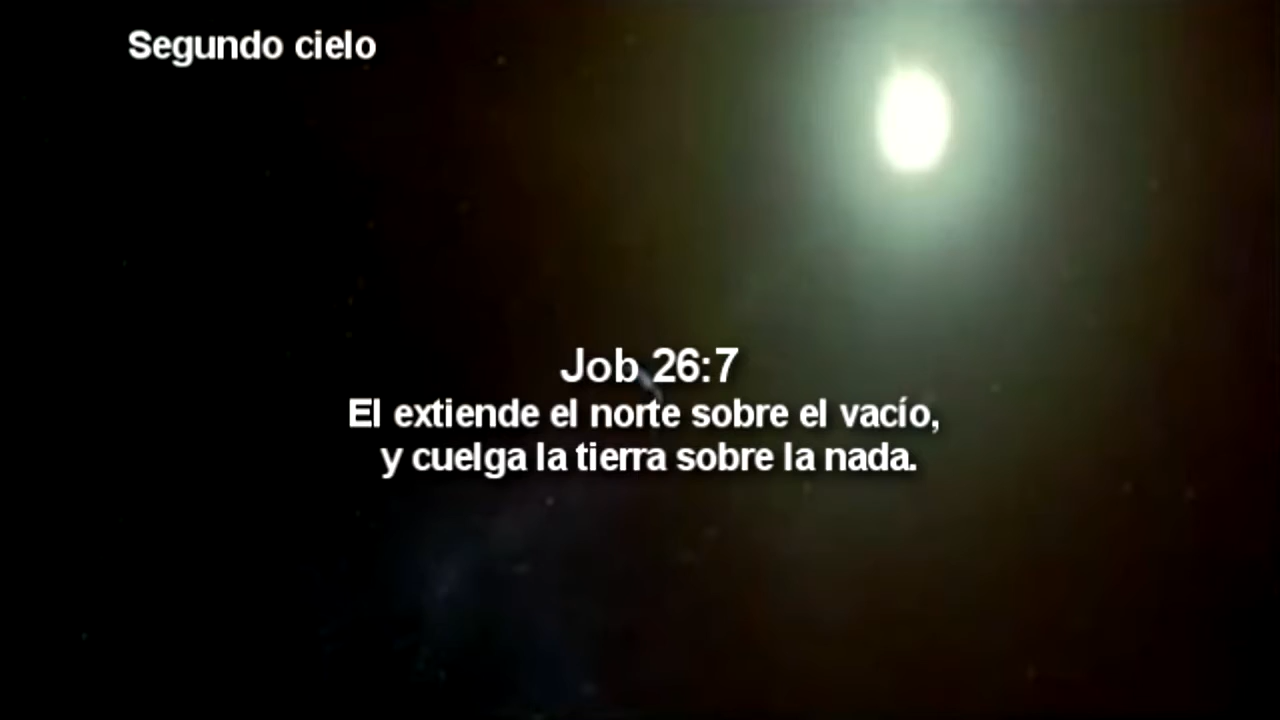 Segundo cielo
Job 26:7
El extiende el norte sobre el vacío,
y cuelga la tierra sobre la nada.